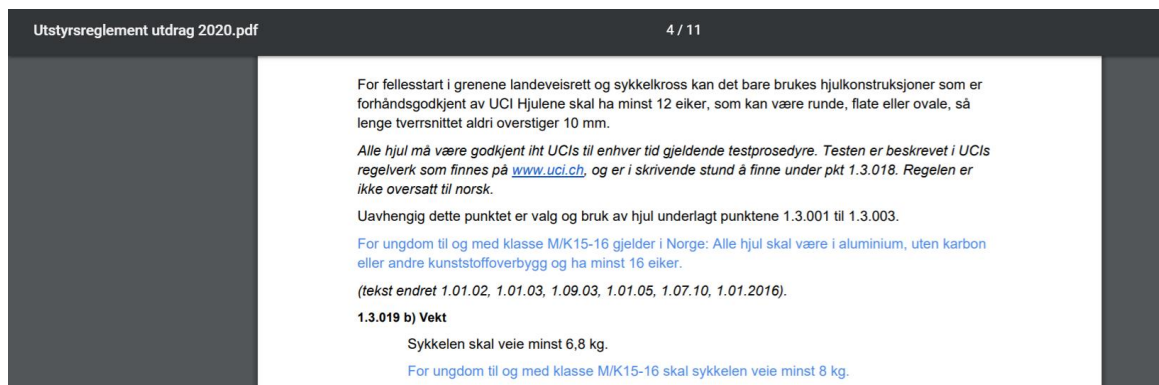 Utstyrsreglement utdrag 2020.pdf
4 / 11
For fellesstart i grenene landeveisrett og sykkelkross kan det bare brukes hjulkonstruksjoner som er
forhåndsgodkjent av UCI Hjulene skal ha minst 12 eiker, som kan være runde, flate eller ovale, så
lenge tverrsnittet aldri overstiger 10 mm.
Alle hjul må være godkjent iht UCIs til enhver tid gjeldende testprosedyre. Testen er beskrevet i UCIs
regelverk som finnes på www.uci.ch, og er i skrivende stund å finne under pkt 1.3.018. Regelen er
ikke oversatt til norsk.
Uavhengig dette punktet er valg og bruk av hjul underlagt punktene 1.3.001 til 1.3.003.
For ungdom til og med klasse M/K15-16 gjelder i Norge: Alle hjul skal være i aluminium, uten karbon
eller andre kunststoffoverbygg og ha minst 16 eiker.
(tekst endret 1.01.02, 1.01.03, 1.09.03, 1.01.05, 1.07.10, 1.01.2016).
1.3.019 b) Vekt
Sykkelen skal veie minst 6,8 kg.
For ungdom til og med klasse M/K15-16 skal sykkelen veie minst 8 kg.